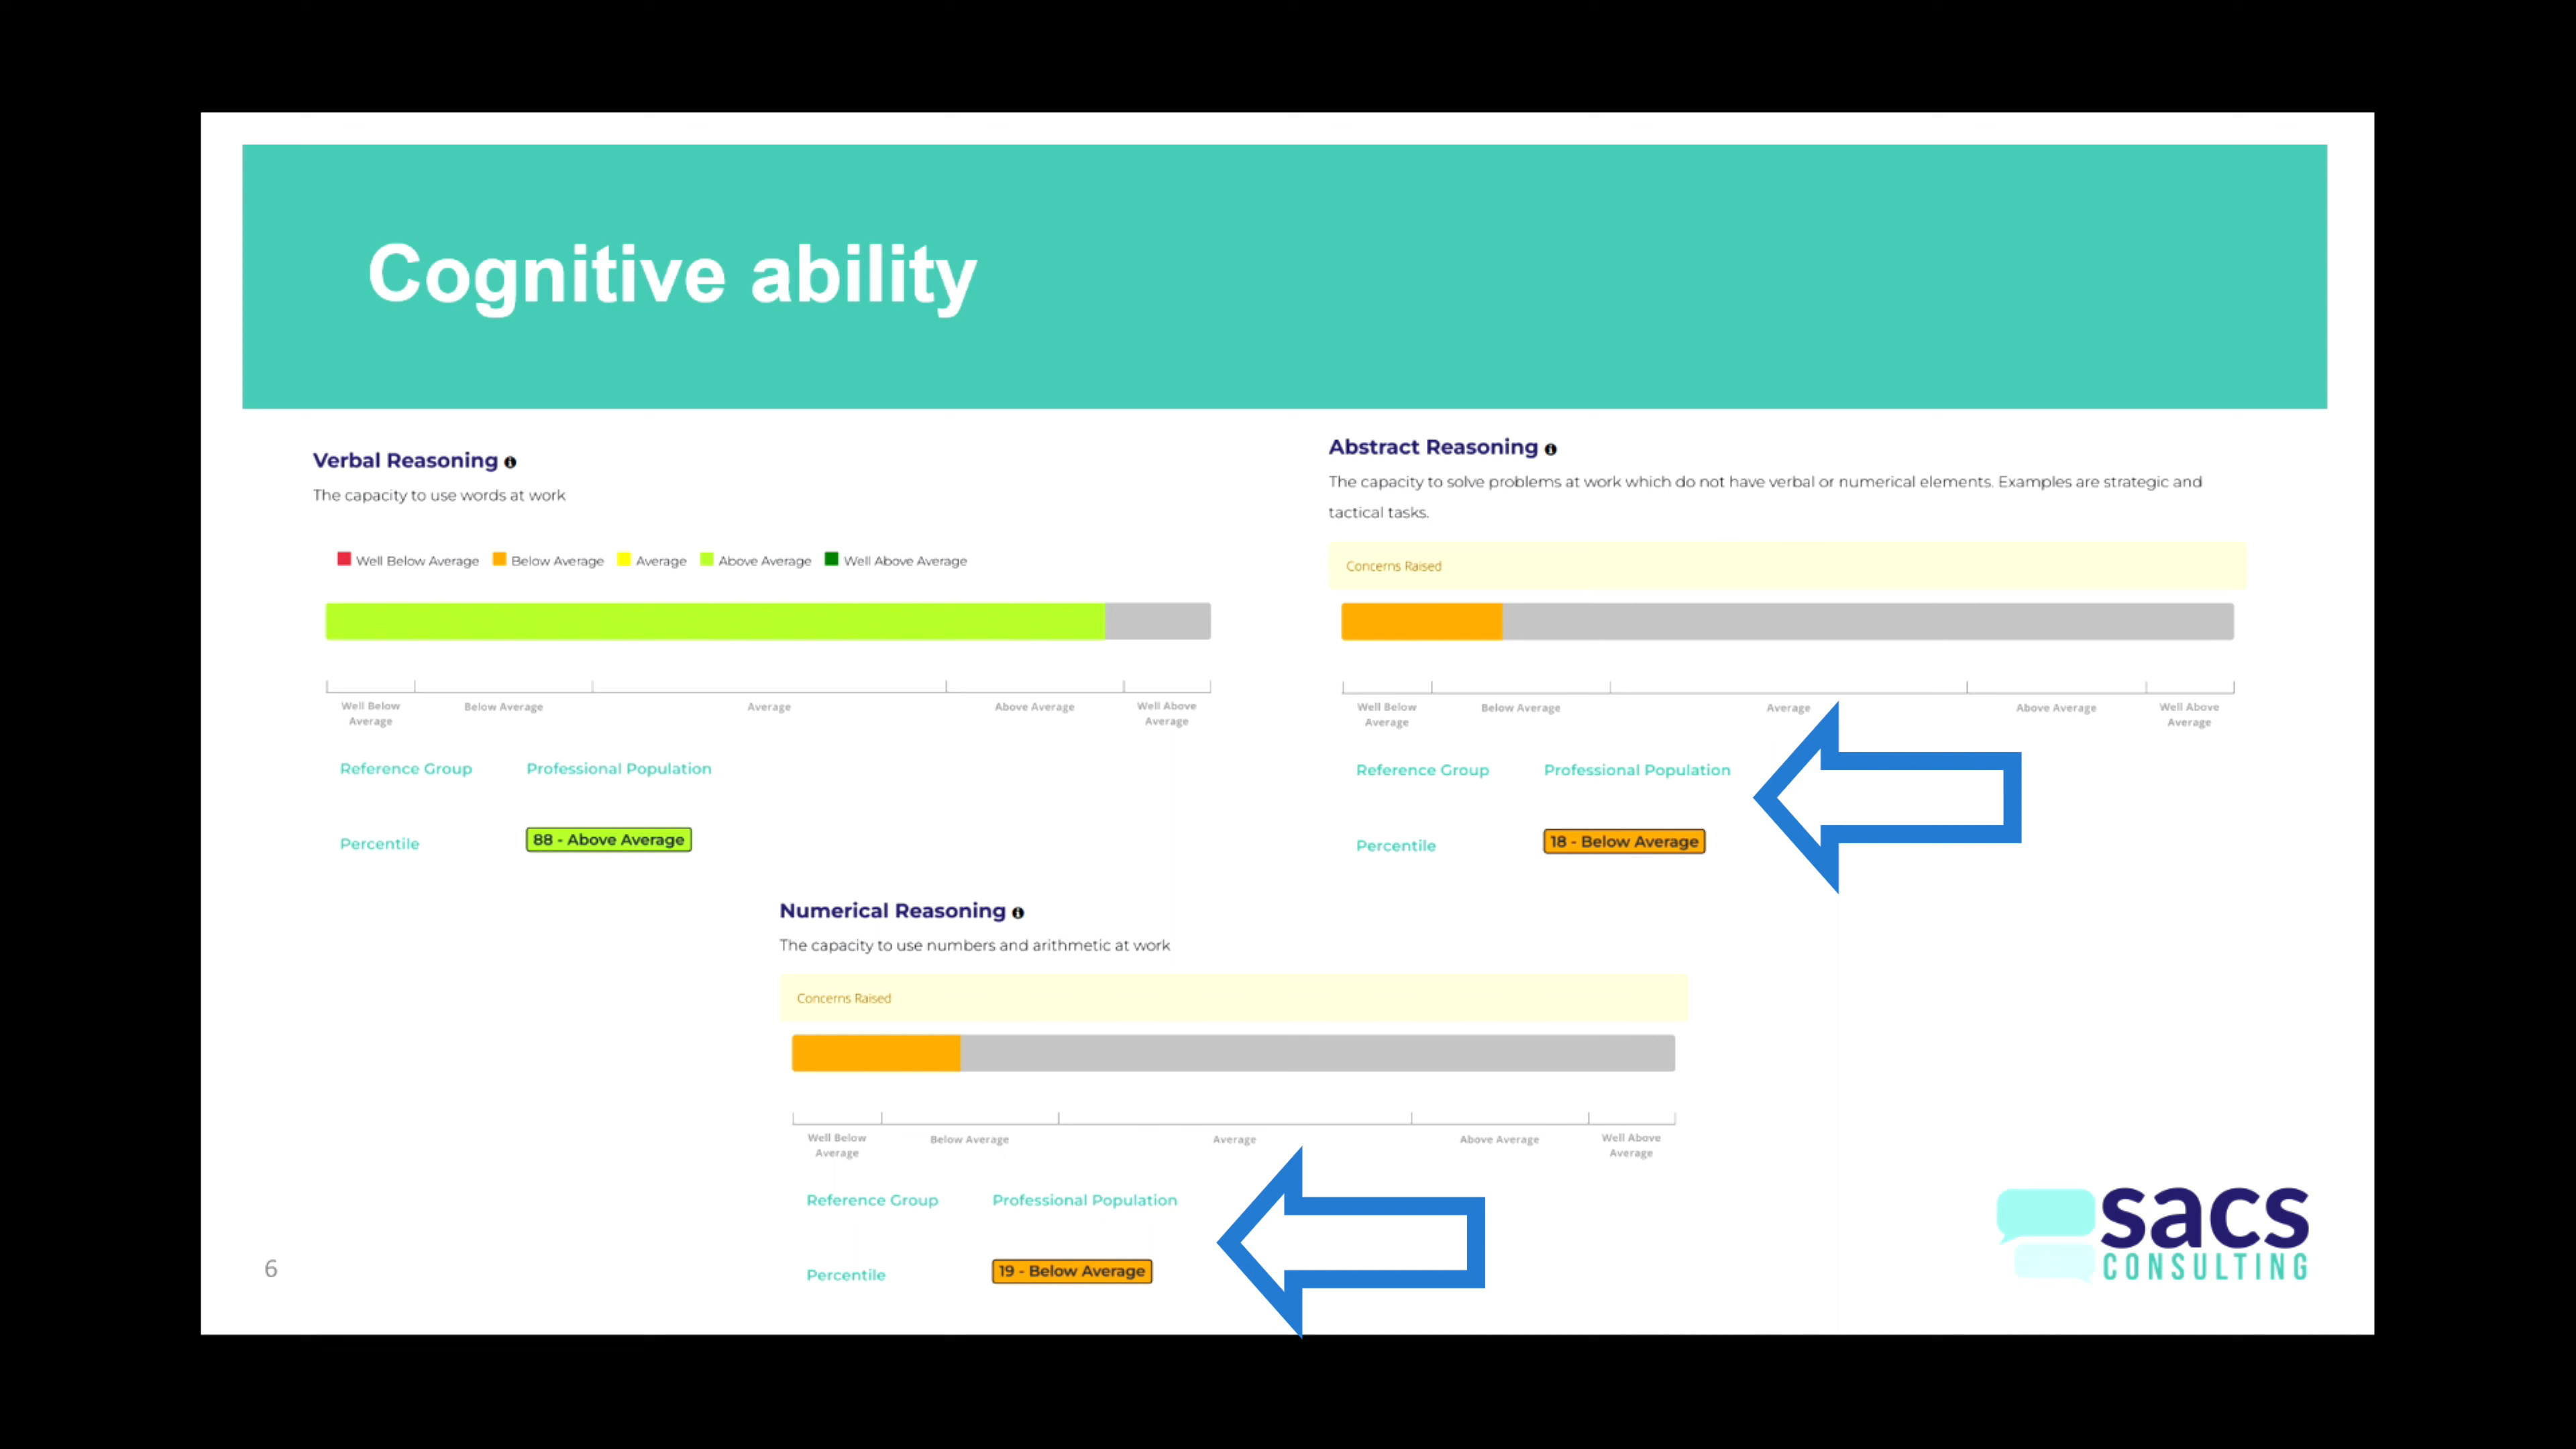 Cognitive ability
Verbal Reasoning
The capacity to use words at work
Well Below Average Below Average Average Above Average Well Above Average
Well Below Average Below Average Average Above Average Well Above Average
Reference Group Professional Population
Percentile 88 - Above Average
Abstract Reasoning
The capacity to solve problems at work which do not have verbal or numerical elements. Examples are strategic and
tactical tasks.
Concerns Raised
Well Below Average Below Average Average Above Average Well Above Average
Reference Group Professional Population
Percentile 18 - Below Average
Numerical Reasoning
The capacity to use numbers and arithmetic at work
Concerns Raised
Well Below Average Below Average Average Above Average Well Above Average
Reference Group Professional Population
Percentile 19 - Below Average
6
sacs
CONSULTING